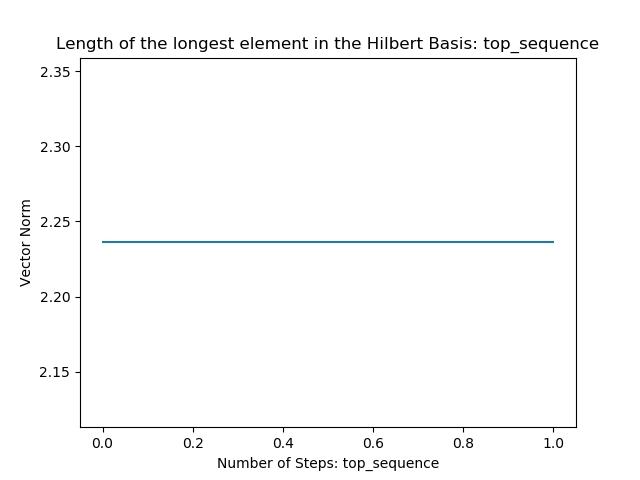 Length of the longest element in the Hilbert Basis: top_sequence
2.35
2.30
2.25
2.20
2.15
Vector Norm
0.0 0.2 0.4 0.6 0.8 1.0
Number of Steps: top_sequence